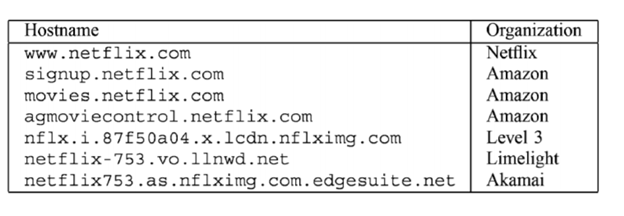 Hostname Organization
www.netflix.com Netflix
signup.netflix.com Amazon
movies.netflix.com Amazon
agmoviecontrol.netflix.com Amazon
nflx.i.87f50a04.x.lcdn.nflximg.com Level 3
netflix-753.vo.llnwd.net Limelight
netflix753.as.nflximg.com.edgesuite.net Akamai